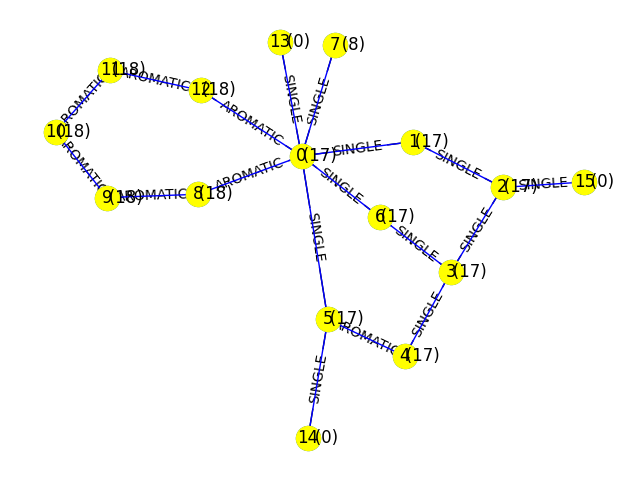 13(0)
7(8)
11(18)
AROMATIC
12(18)
SINGLE
SINGLE
AROMATIC
AROMATIC
10(18)
1(17)
SINGLE
SINGLE
0(17)
AROMATIC
SINGLE
2(17)
SINGLE
15(0)
AROMATIC
9(18)
AROMATIC
8(18)
6(17)
SINGLE
SINGLE
SINGLE
3(17)
5(17)
AROMATIC
SINGLE
4(17)
SINGLE
14(0)